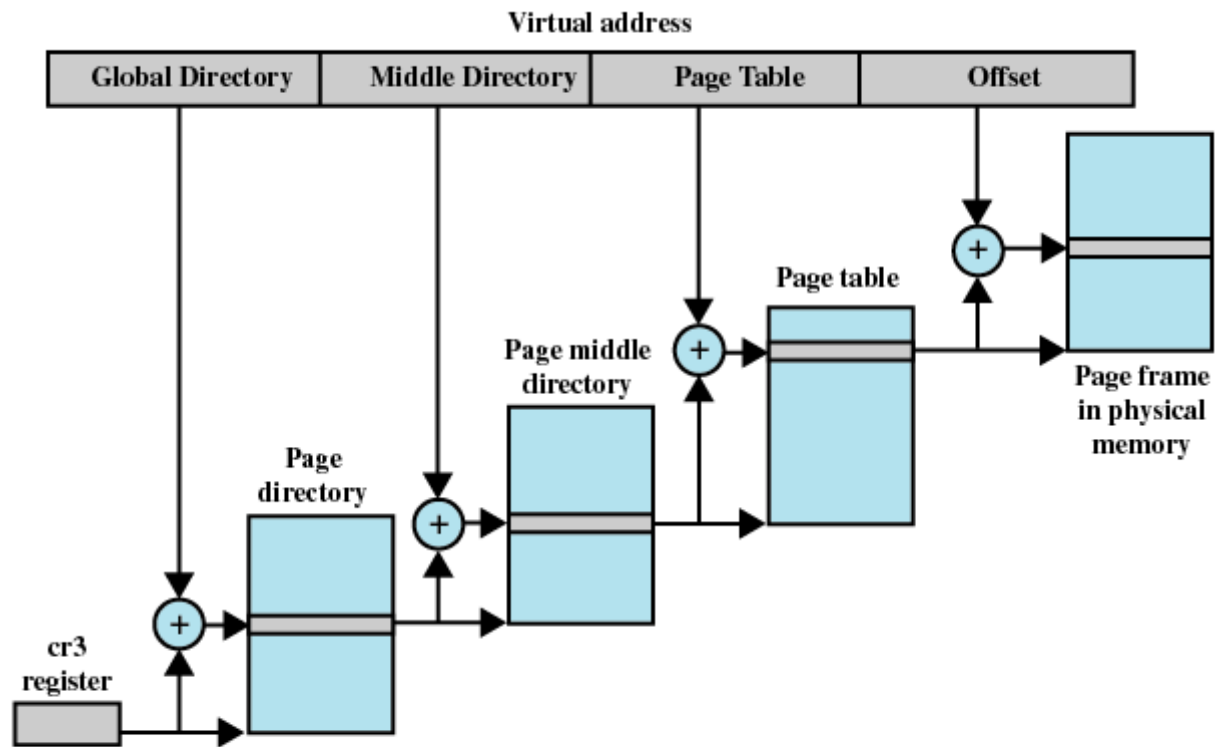 Virtual address
Global Directory
Middle Directory
Page Table
Offset
+
Page table
+
Page middle
directory
Page frame
in physical
memory
Page
directory
+
+
cr3
register